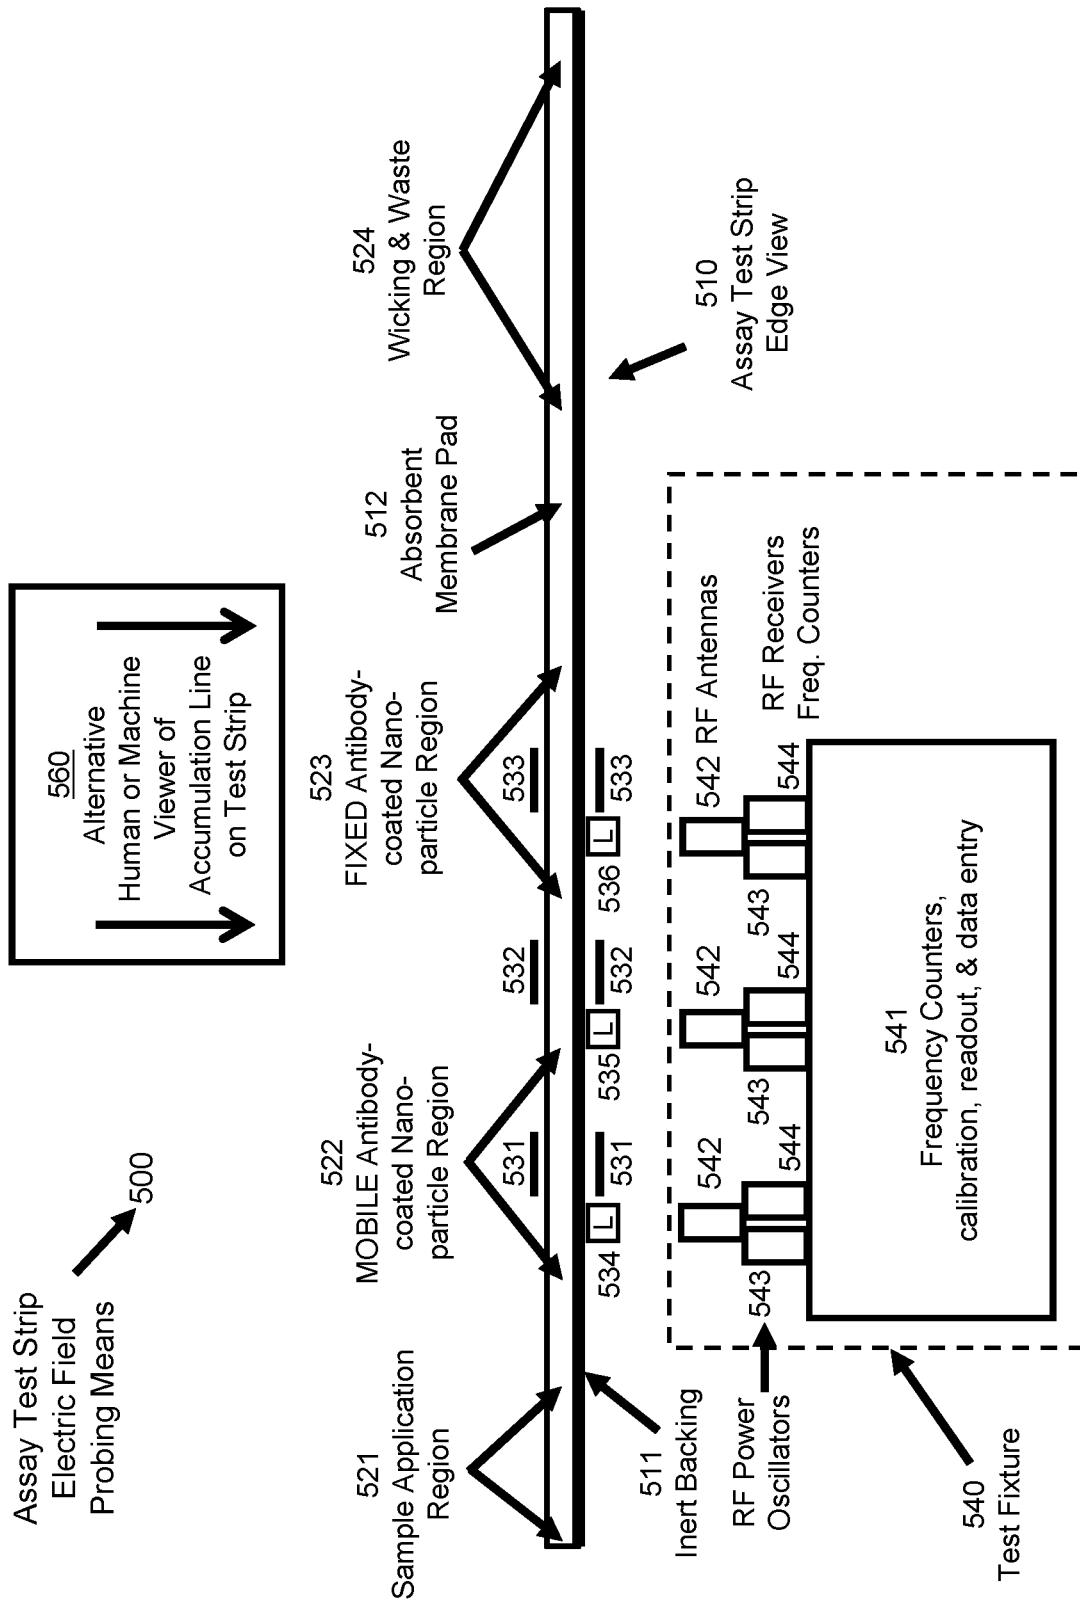 Assay Test Strip
Electric Field
Probing Means
500
560
Alternative
Human or Machine
Viewer of
Accumulation Line
on Test Strip
521
Sample Application
Region
522
MOBILE Antibody-
coated Nano-
particle Region
523
FIXED Antibody-
coated Nano-
particle Region
512
Absorbent
Membrane Pad
524
Wicking & Waste
Region
531
532
533
534
L
531
535
L
532
536
L
533
511
Inert Backing
510
Assay Test Strip
Edge View
RF Power
Oscillators
543
542
544
543
542
544
543
542 RF Antennas
544
RF Receivers
Freq. Counters
541
Frequency Counters,
calibration, readout, & data entry
540
Test Fixture